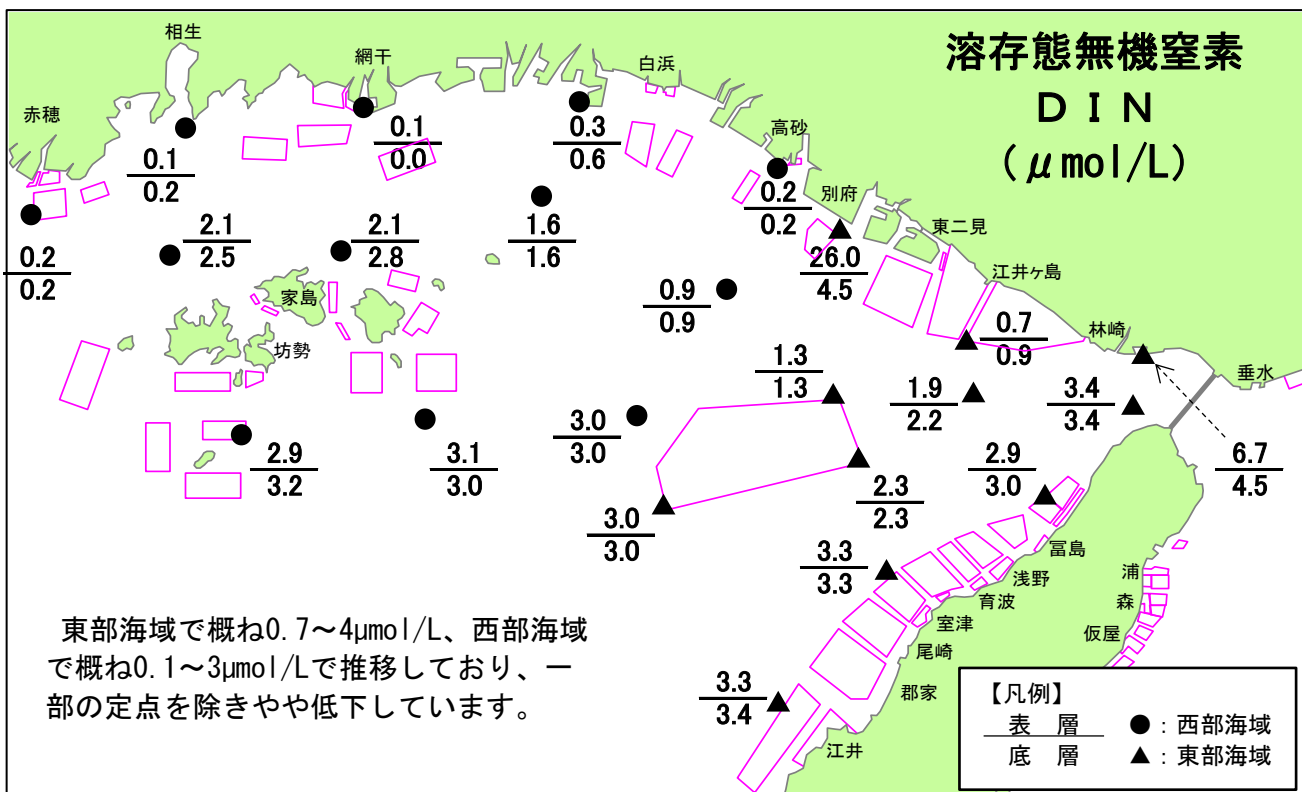 溶存態無機窒素
ＤＩＮ
(μmol/L)
相生
網干
白浜
赤穂
高砂
別府
東二見
江井ヶ島
林崎
垂水
家島
坊勢
0.1
0.2
0.1
0.0
0.3
0.6
0.2
0.2
0.2
0.2
2.1
2.5
2.1
2.8
1.6
1.6
26.0
4.5
0.9
0.9
0.7
0.9
1.3
1.3
1.9
2.2
3.4
3.4
6.7
4.5
2.9
3.2
3.1
3.0
3.0
3.0
2.3
2.3
2.9
3.0
3.0
3.0
3.3
3.3
3.3
3.4
冨島
浅野
育波
室津
尾崎
郡家
江井
浦
森
仮屋
東部海域で概ね0.7～4μmol/L、西部海域
で概ね0.1～3μmol/Lで推移しており、一
部の定点を除きやや低下しています。
【凡例】
表　層　●：西部海域
底　層　▲：東部海域